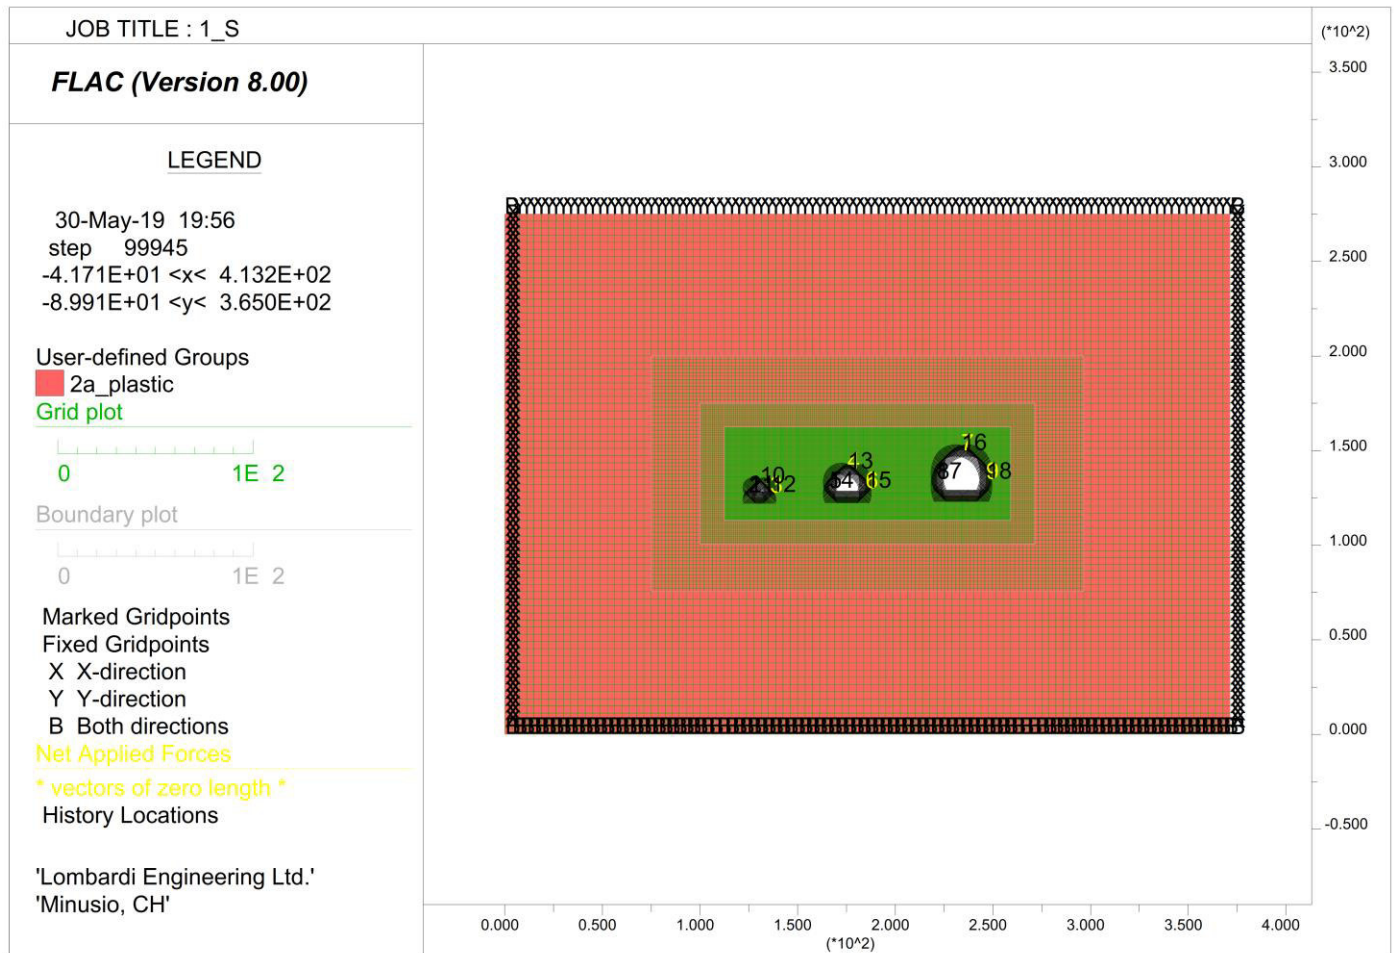 JOB TITLE : 1_S
(*10^2)
FLAC (Version 8.00)
LEGEND
30-May-19 19:56
step 99945
-4.171E+01 <x< 4.132E+02
-8.991E+01 <y< 3.650E+02
User-defined Groups
2a_plastic
Grid plot
0 1E 2
Boundary plot
0 1E 2
Marked Gridpoints
Fixed Gridpoints
X X-direction
Y Y-direction
B Both directions
Net Applied Forces
* vectors of zero length *
History Locations
'Lombardi Engineering Ltd.'
'Minusio, CH'
3.500
3.000
2.500
2.000
1.500
1.000
0.500
0.000
-0.500
16
13
10
87
98
54
65
12
0.000 0.500 1.000 1.500 2.000 2.500 3.000 3.500 4.000
(*10^2)